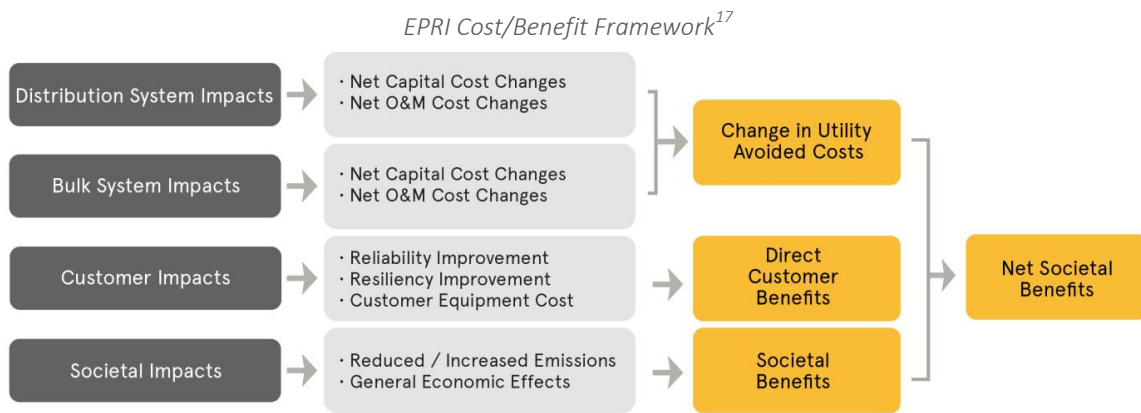 EPRI Cost/Benefit Framework17
Distribution System Impacts
· Net Capital Cost Changes
· Net O&M Cost Changes
Change in Utility
Avoided Costs
Bulk System Impacts
· Net Capital Cost Changes
· Net O&M Cost Changes
Customer Impacts
· Reliability Improvement
· Resiliency Improvement
· Customer Equipment Cost
Direct
Customer
Benefits
Net Societal
Benefits
Societal Impacts
· Reduced / Increased Emissions
· General Economic Effects
Societal
Benefits